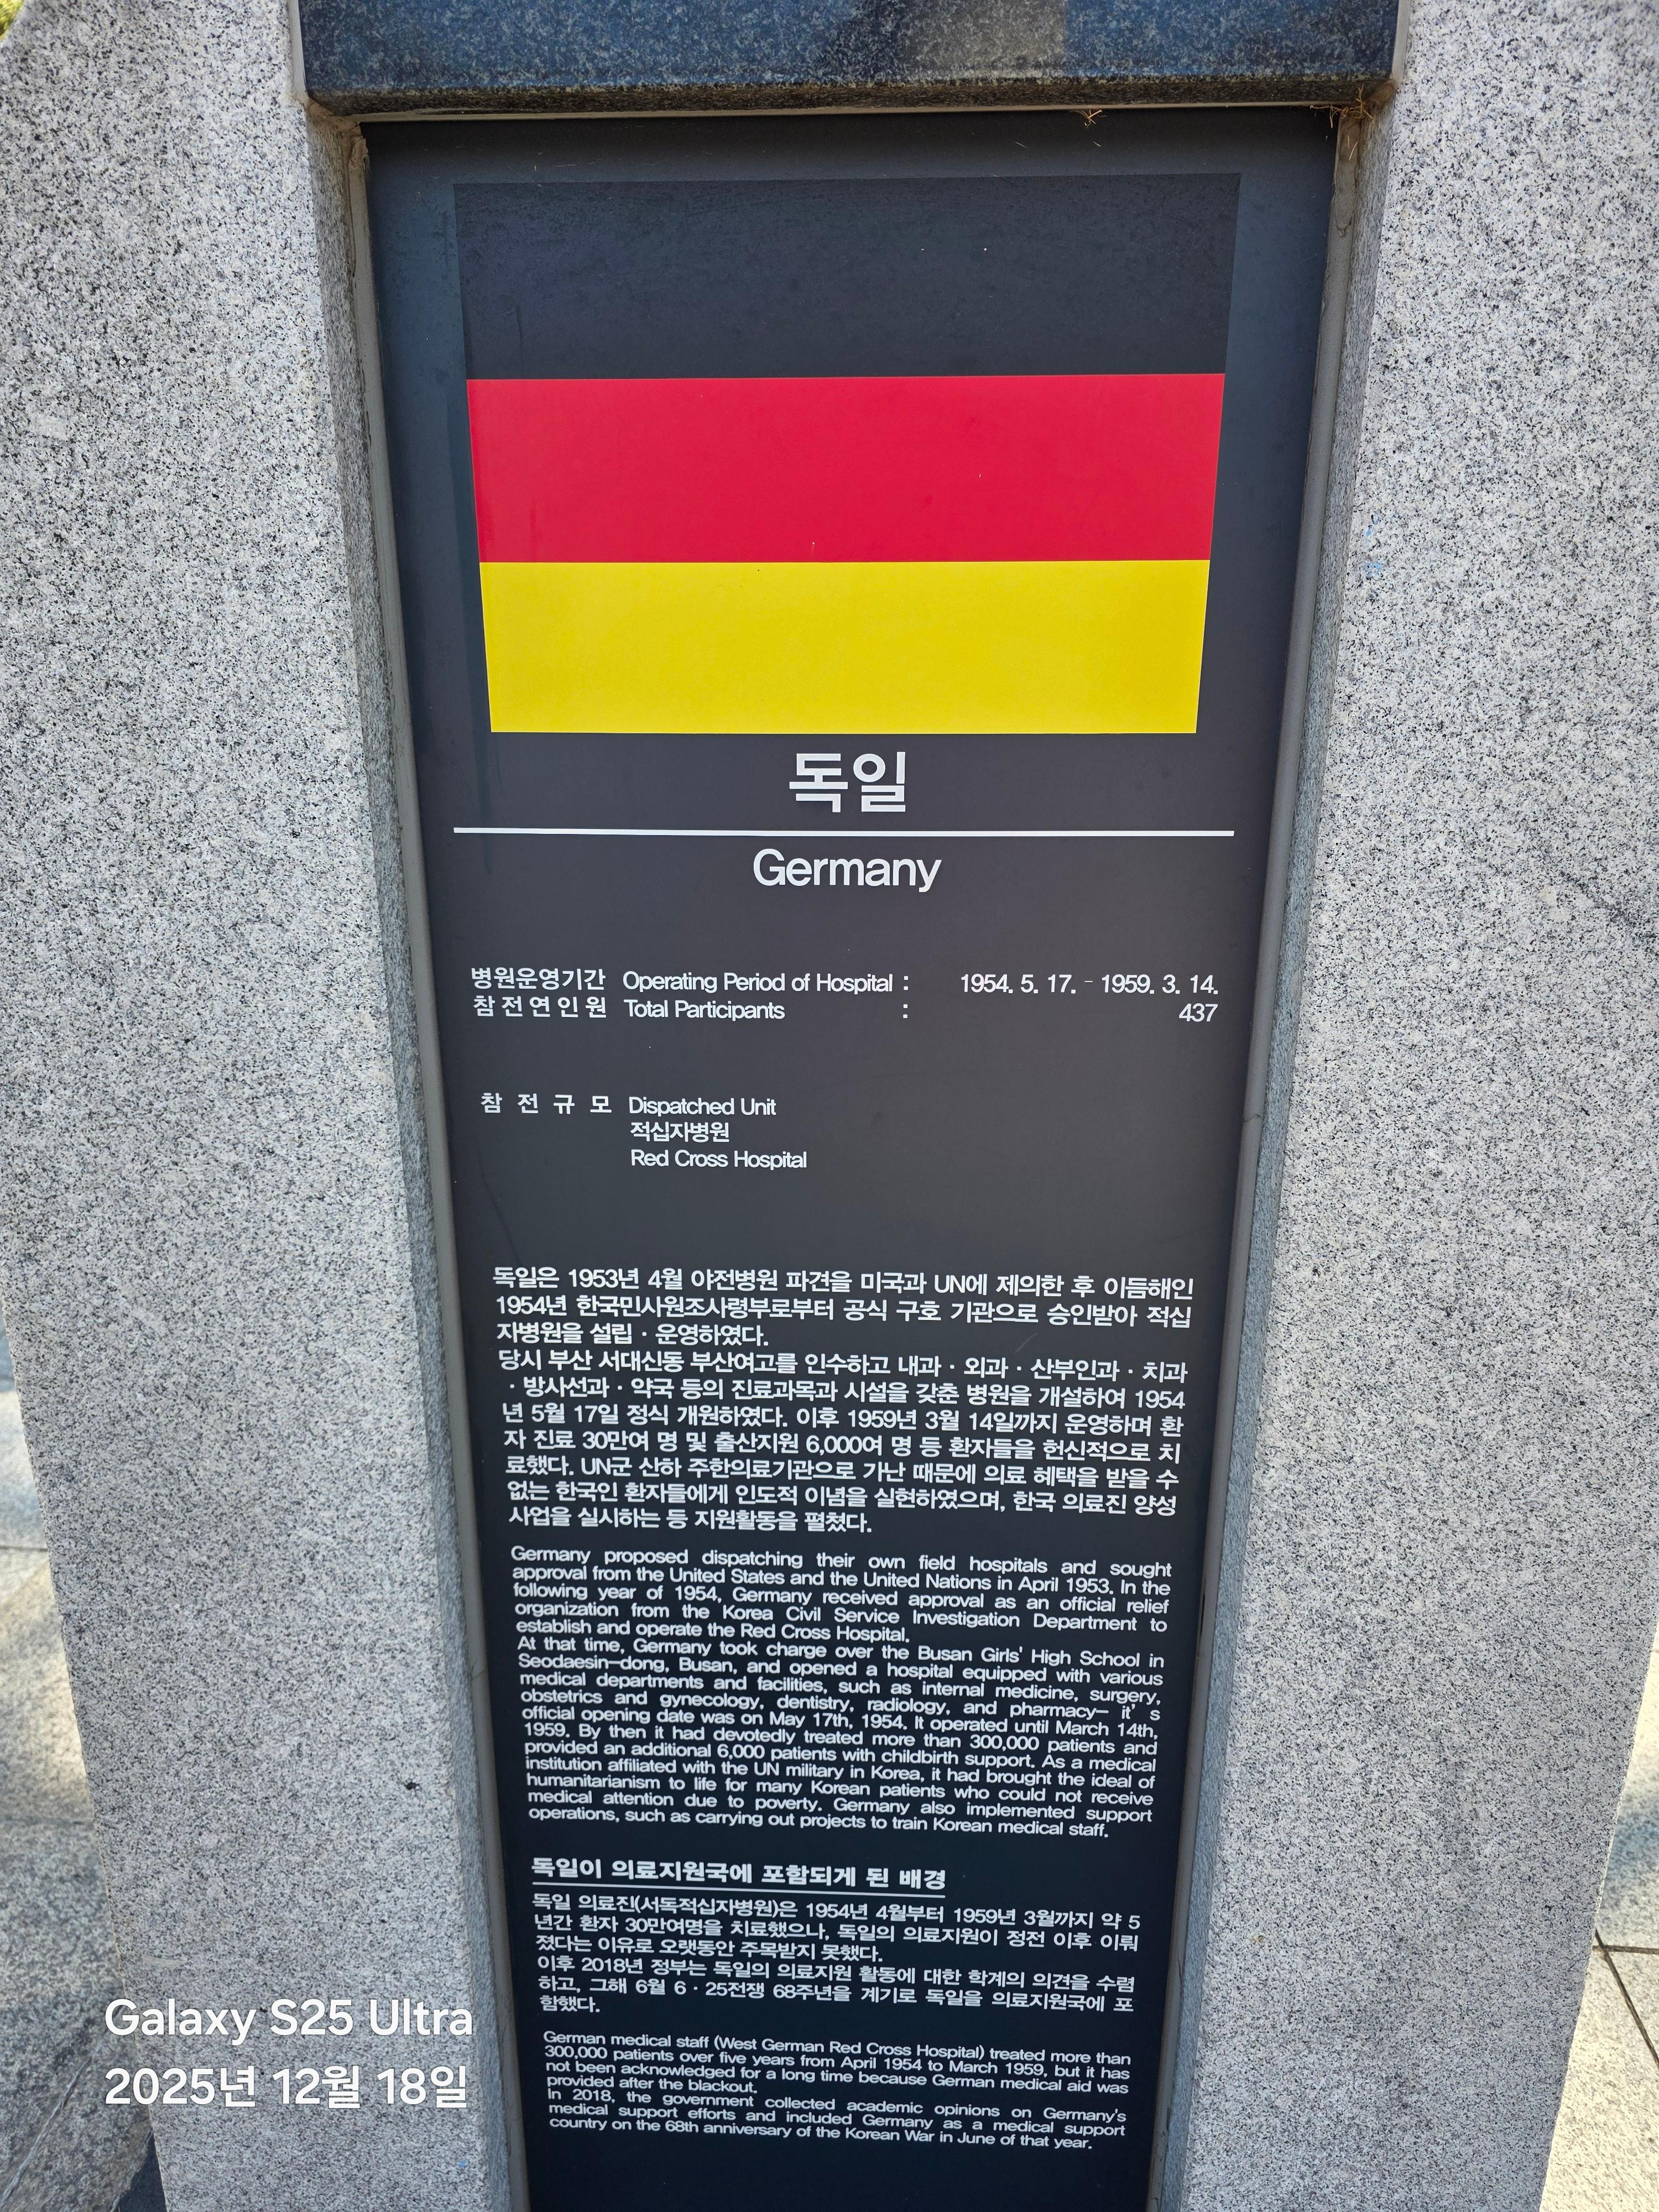 독일
Germany
병원운영기간 Operating Period of Hospital : 1954. 5. 17. - 1959. 3. 14.
참전연인원 Total Participants : 437
참 전 규 모 Dispatched Unit
적십자병원
Red Cross Hospital
독일은 1953년 4월 야전병원 파견을 미국과 UN에 제의한 후 이듬해인
1954년 한국민사원조사령부로부터 공식 구호 기관으로 승인받아 적십
자병원을 설립 · 운영하였다.
당시 부산 서대신동 부산여고를 인수하고 내과 · 외과 · 산부인과 · 치과
· 방사선과 · 약국 등의 진료과목과 시설을 갖춘 병원을 개설하여 1954
년 5월 17일 정식 개원하였다. 이후 1959년 3월 14일까지 운영하며 환
자 진료 30만여 명 및 출산지원 6,000여 명 등 환자들을 헌신적으로 치
료했다. UN군 산하 주한의료기관으로 가난 때문에 의료 혜택을 받을 수
없는 한국인 환자들에게 인도적 이념을 실현하였으며, 한국 의료진 양성
사업을 실시하는 등 지원활동을 펼쳤다.
Germany proposed dispatching their own field hospitals and sought
approval from the United States and the United Nations in April 1953. In the
following year of 1954, Germany received approval as an official relief
organization from the Korea Civil Service Investigation Department to
establish and operate the Red Cross Hospital.
At that time, Germany took charge over the Busan Girls' High School in
Seodaesin-dong, Busan, and opened a hospital equipped with various
medical departments and facilities, such as internal medicine, surgery,
obstetrics and gynecology, dentistry, radiology, and pharmacy- it' s
official opening date was on May 17th, 1954. It operated until March 14th,
1959. By then it had devotedly treated more than 300,000 patients and
provided an additional 6,000 patients with childbirth support. As a medical
institution affiliated with the UN military in Korea, it had brought the ideal of
humanitarianism to life for many Korean patients who could not receive
medical attention due to poverty. Germany also implemented support
operations, such as carrying out projects to train Korean medical staff.
독일이 의료지원국에 포함되게 된 배경
독일 의료진(서독적십자병원)은 1954년 4월부터 1959년 3월까지 약 5
년간 환자 30만여명을 치료했으나, 독일의 의료지원이 정전 이후 이뤄
졌다는 이유로 오랫동안 주목받지 못했다.
이후 2018년 정부는 독일의 의료지원 활동에 대한 학계의 의견을 수렴
하고, 그해 6월 6 · 25전쟁 68주년을 계기로 독일을 의료지원국에 포
함했다.
German medical staff (West German Red Cross Hospital) treated more than
300,000 patients over five years from April 1954 to March 1959, but it has
not been acknowledged for a long time because German medical aid was
provided after the blackout.
In 2018, the government collected academic opinions on Germany's
medical support efforts and included Germany as a medical support
country on the 68th anniversary of the Korean War in June of that year.
Galaxy S25 Ultra
2025년 12월 18일